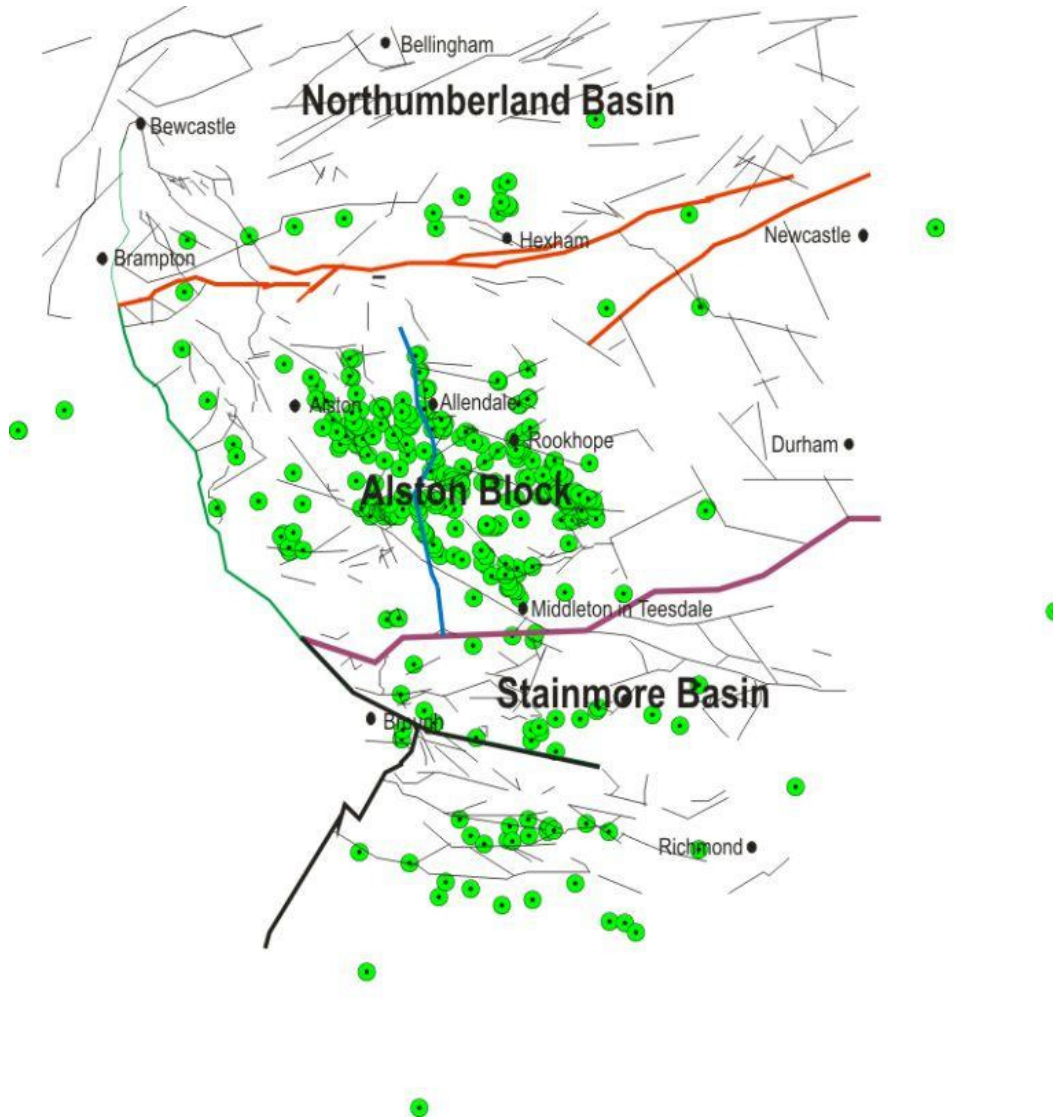 Bellingham
Northumberland Basin
Bewcastle
Hexham
Newcastle
Brampton
Alston
Allendale
Rookhope
Durham
Alston Block
Middleton in Teesdale
Stainmore Basin
Brough
Richmond